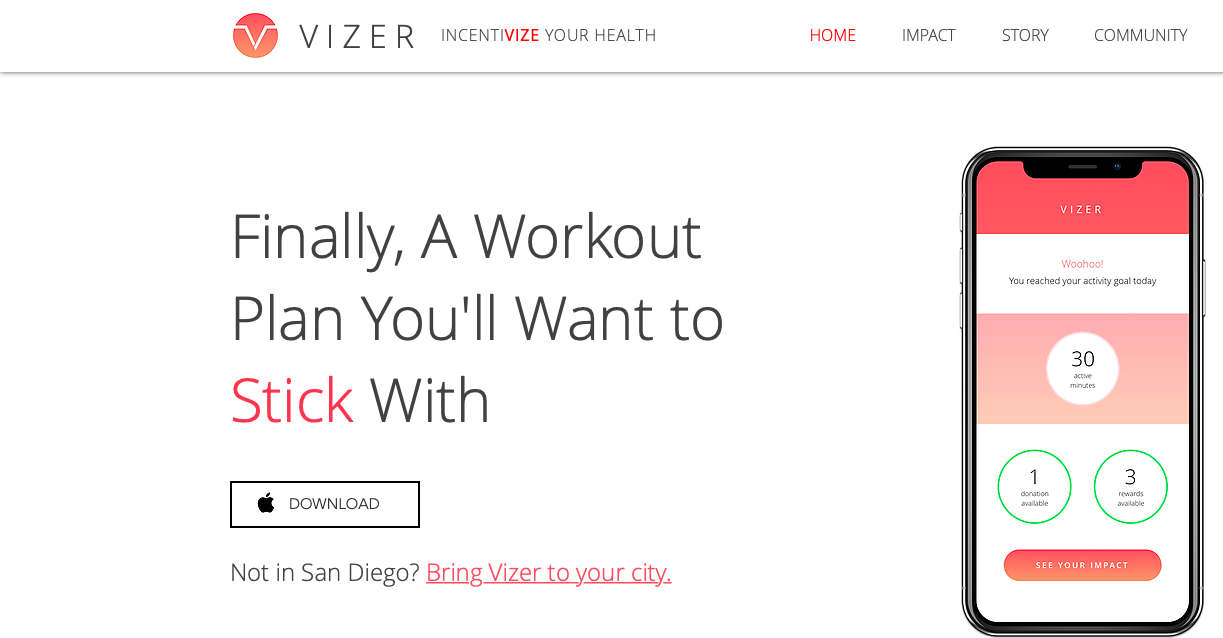 VIZER
INCENTIVIZE YOUR HEALTH
HOME
IMPACT
STORY
COMMUNITY
Finally, A Workout
Plan You'll Want to
Stick With
DOWNLOAD
Not in San Diego? Bring Vizer to your city.
VIZER
Woohoo!
You reached your activity goal today
30
active
minutes
1
donation
available
3
rewards
available
SEE YOUR IMPACT